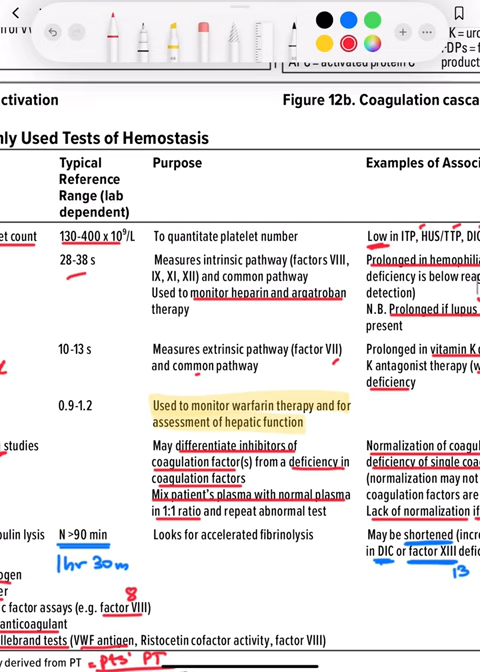 K = uro
-DPs = f
product
APC = activated protein C
ctivation
Figure 12b. Coagulation casca
nly Used Tests of Hemostasis
Typical Reference Range (lab dependent)
Purpose
Examples of Assoc
et count
130-400 x 10⁹/L
To quantitate platelet number
Low in ITP, HUS/TTP, DIC
28-38 s
Measures intrinsic pathway (factors VIII,
IX, XI, XII) and common pathway
Used to monitor heparin and argatroban
therapy
Prolonged in hemophilia
deficiency is below reag
detection)
N.B. Prolonged if lupus
present
10-13 s
Measures extrinsic pathway (factor VII)
and common pathway
Prolonged in vitamin K
K antagonist therapy (w
deficiency
0.9-1.2
Used to monitor warfarin therapy and for
assessment of hepatic function
studies
May differentiate inhibitors of
coagulation factor(s) from a deficiency in
coagulation factors
Mix patient's plasma with normal plasma
in 1:1 ratio and repeat abnormal test
Normalization of coagul
deficiency of single coa
(normalization may not
coagulation factors are
Lack of normalization if
bulin lysis
N >90 min
1hr 30m
Looks for accelerated fibrinolysis
May be shortened (incre
in DIC or factor XIII defic
13
ogen
er
8
c factor assays (e.g. factor VIII)
anticoagulant
illebrand tests (VWF antigen, Ristocetin cofactor activity, factor VIII)
y derived from PT = pts' PT